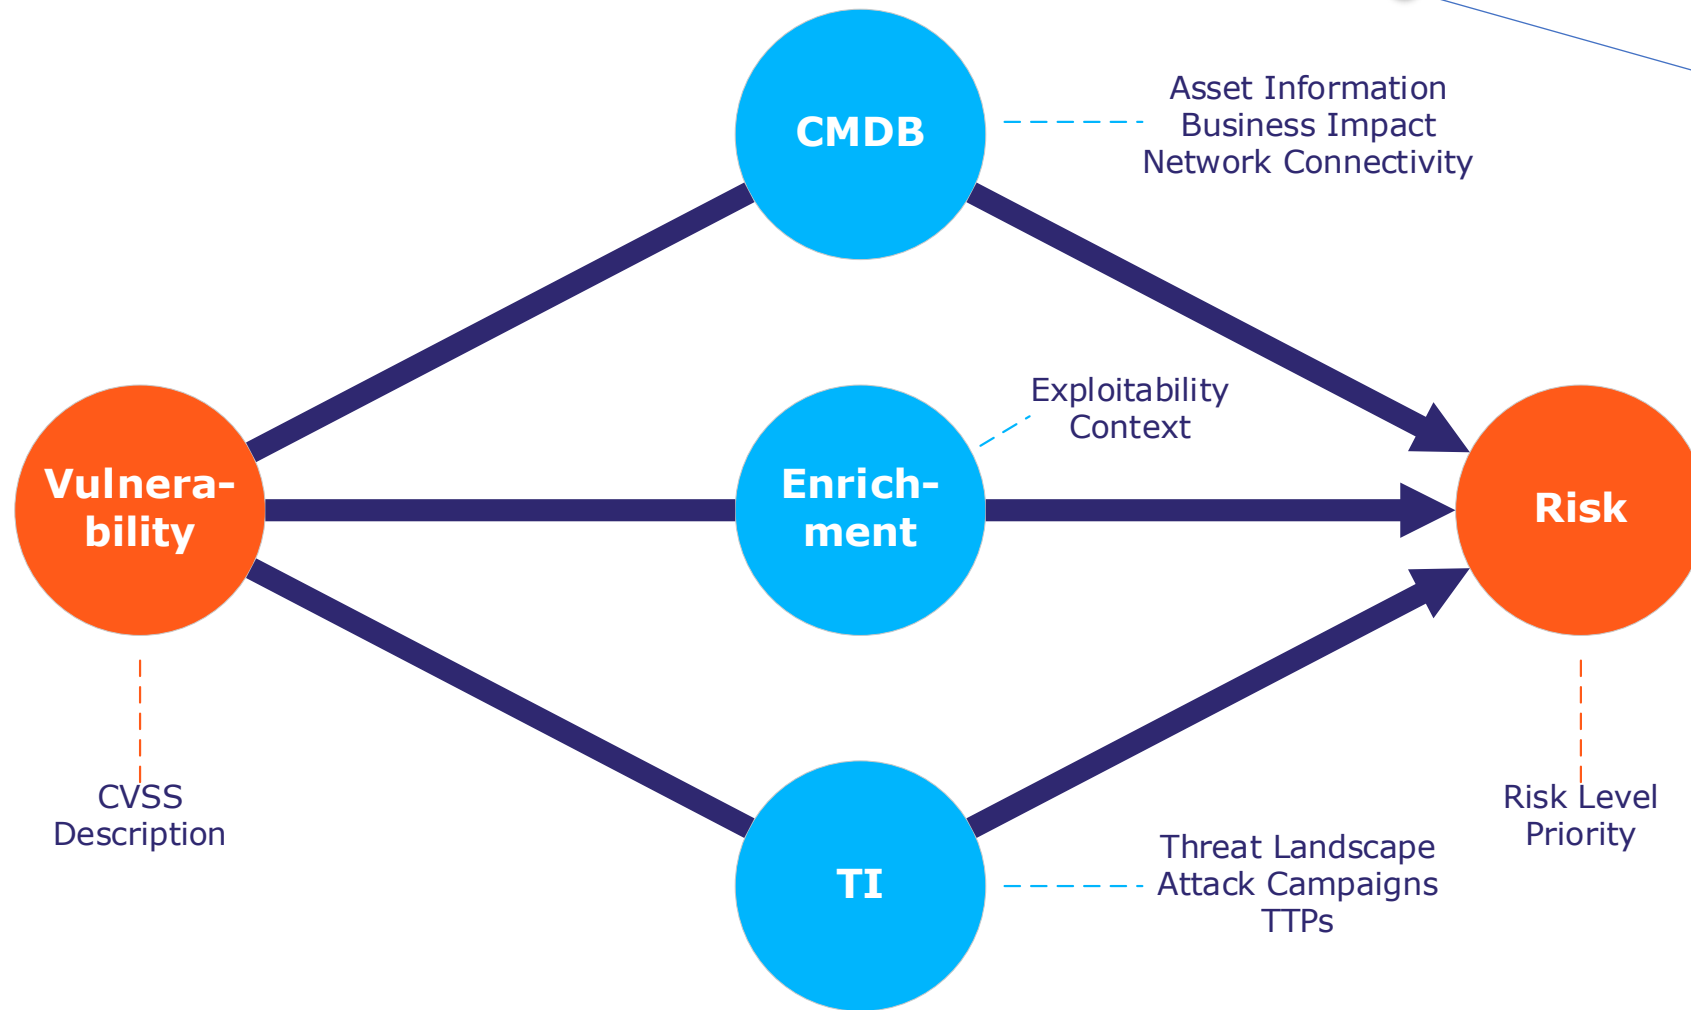 CMDB
Asset Information
Business Impact
Network Connectivity
Vulnera-
bility
Enrich-
ment
Exploitability
Context
Risk
CVSS
Description
TI
Threat Landscape
Attack Campaigns
TTPs
Risk Level
Priority